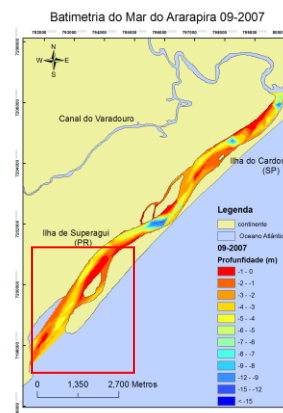 Batimetria do Mar do Ararapira 09-2007
N
W E
S
Canal do Varadouro
Ilha do Cardos
(SP)
Ilha de Superagui
(PR)
Legenda
continente
Oceano Atlântic
09-2007
Profunfidade (m)
-1 - 0
-2 - -1
-3 - -2
-4 - -3
-5 - -4
-6 - -5
-7 - -6
-8 - -7
-9 - -8
-12 - -9
-15 - -12
< -15
0 1,350 2,700 Metros